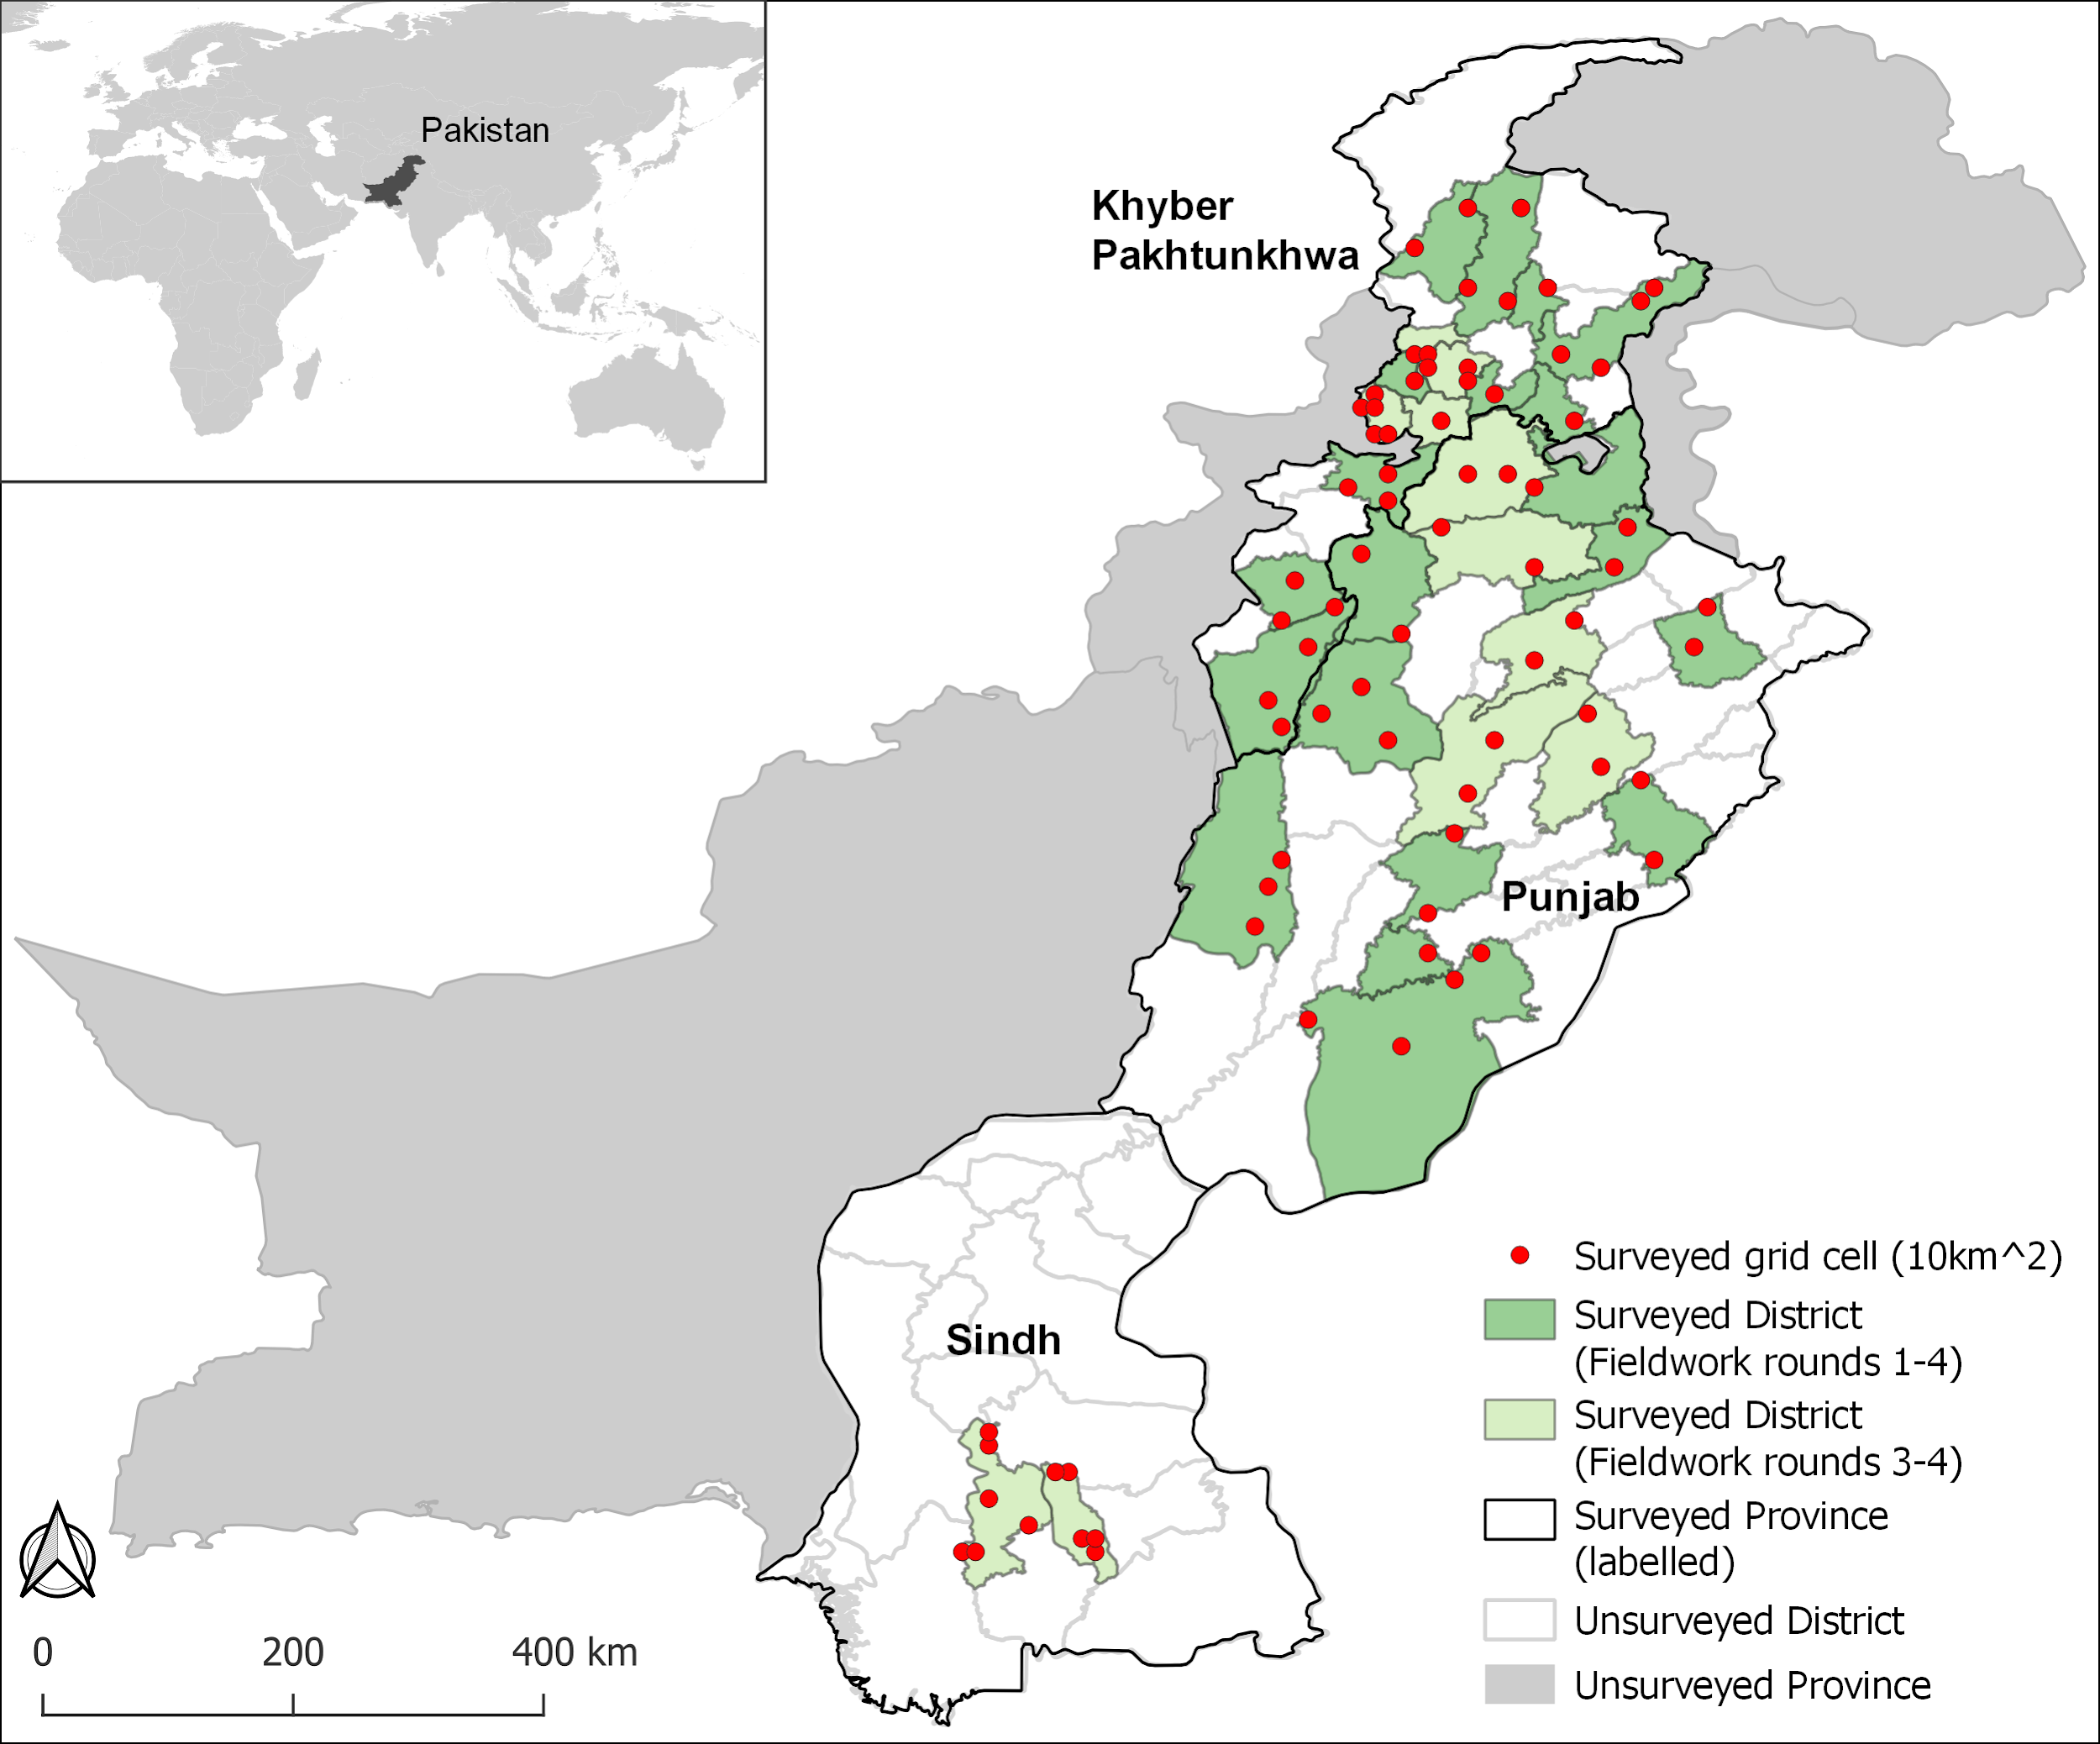 Pakistan
Khyber
Pakhtunkhwa
Punjab
Sindh
Surveyed grid cell (10km^2)
Surveyed District
(Fieldwork rounds 1-4)
Surveyed District
(Fieldwork rounds 3-4)
Surveyed Province
(labelled)
Unsurveyed District
Unsurveyed Province
0 200 400 km